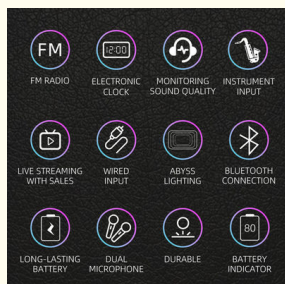 FM
12:00
FM RADIO
ELECTRONIC
CLOCK
MONITORING
SOUND QUALITY
INSTRUMENT
INPUT
LIVE STREAMING
WITH SALES
WIRED
INPUT
ABYSS
LIGHTING
BLUETOOTH
CONNECTION
80
LONG-LASTING
BATTERY
DUAL
MICROPHONE
DURABLE
BATTERY
INDICATOR